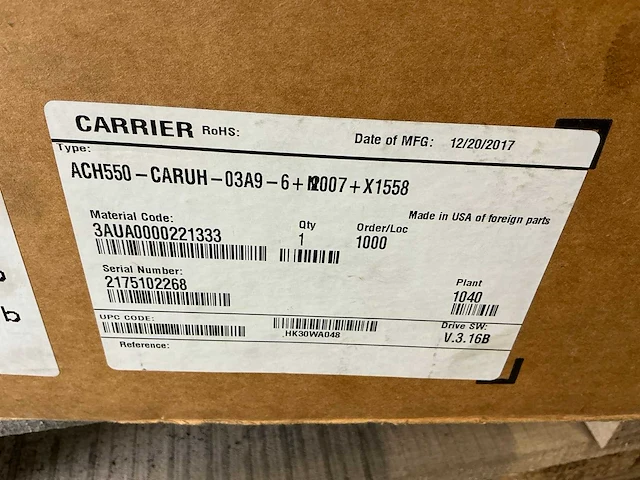 CARRIER RoHS: Date of MFG: 12/20/2017
Type:
ACH550-CARUH-03A9-6+N2007+X1558
Made in USA of foreign parts
Material Code: Qty Order/Loc
3AUA0000221333 1 1000
Serial Number: Plant
2175102268 1040
UPC CODE: HK30WA048 Drive SW:
V.3.16B
Reference:
b